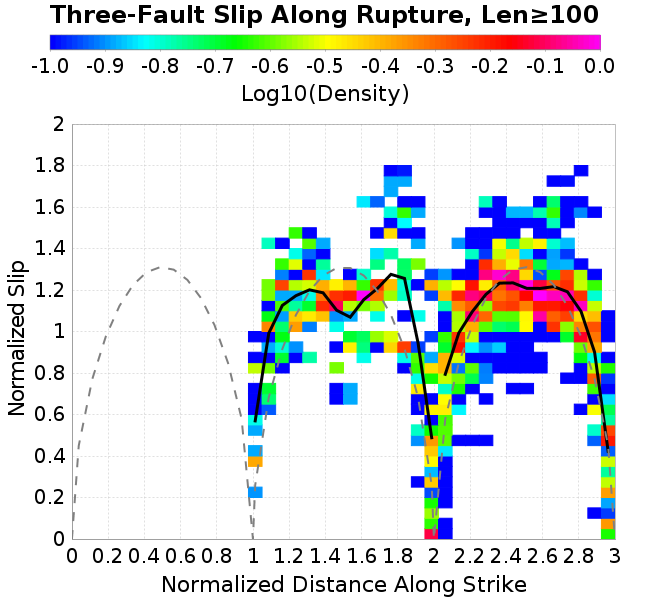 Three-Fault Slip Along Rupture, Len≥100
-1.0 -0.9 -0.8 -0.7 -0.6 -0.5 -0.4 -0.3 -0.2 -0.1 0.0
Log10(Density)
2
1.8
1.6
1.4
1.2
1
0.8
0.6
0.4
0.2
0
Normalized Slip
0 0.2 0.4 0.6 0.8 1 1.2 1.4 1.6 1.8 2 2.2 2.4 2.6 2.8 3
Normalized Distance Along Strike